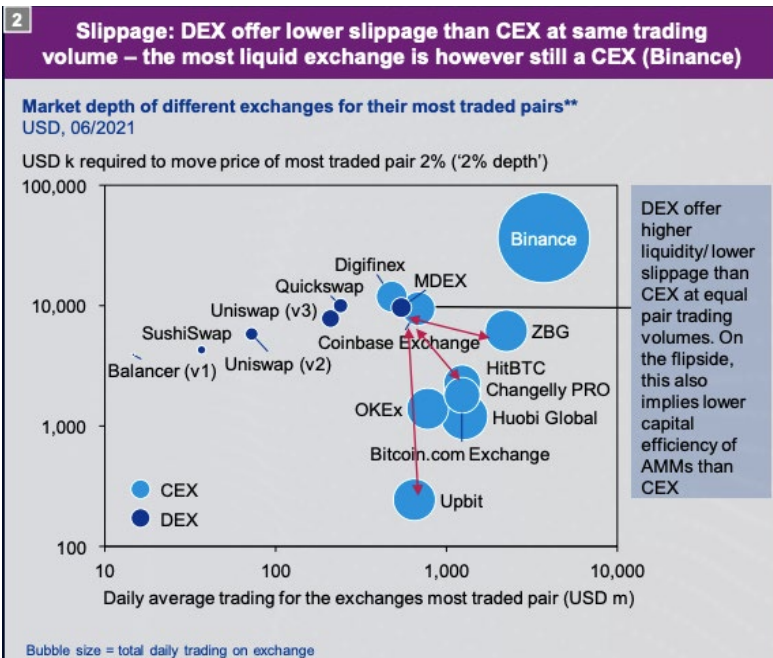 2
Slippage: DEX offer lower slippage than CEX at same trading
volume – the most liquid exchange is however still a CEX (Binance)
Market depth of different exchanges for their most traded pairs**
USD, 06/2021
USD k required to move price of most traded pair 2% (‘2% depth’)
100,000
10,000
1,000
100
Binance
Digifinex
MDEX
Quickswap
Uniswap (v3)
SushiSwap
Coinbase Exchange
ZBG
Balancer (v1)
Uniswap (v2)
HitBTC
Changelly PRO
OKEx
Huobi Global
Bitcoin.com Exchange
Upbit
CEX
DEX
10
100
1,000
10,000
Daily average trading for the exchanges most traded pair (USD m)
DEX offer
higher
liquidity/ lower
slippage than
CEX at equal
pair trading
volumes. On
the flipside,
this also
implies lower
capital
efficiency of
AMMs than
CEX
Bubble size = total daily trading on exchange